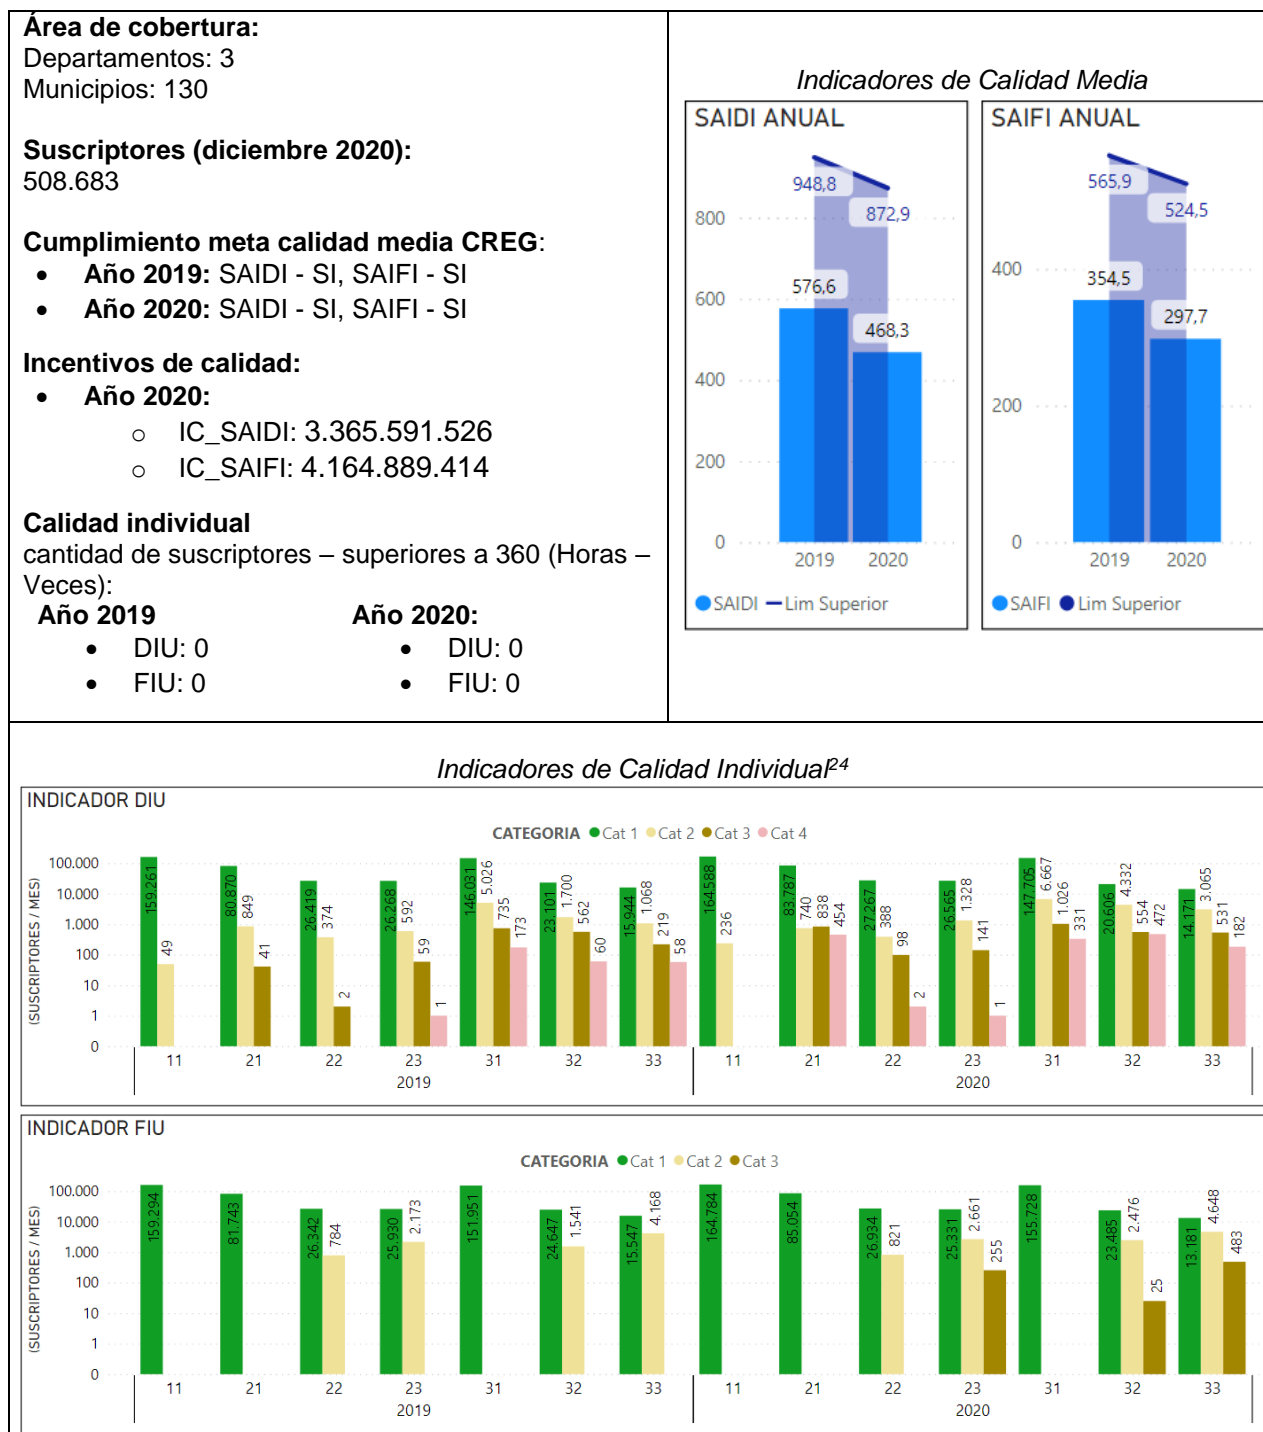 Área de cobertura:
Departamentos: 3
Municipios: 130
Suscriptores (diciembre 2020):
508.683
Cumplimiento meta calidad media CREG:
• Año 2019: SAIDI - SI, SAIFI - SI
• Año 2020: SAIDI - SI, SAIFI - SI
Incentivos de calidad:
• Año 2020:
o IC_SAIDI: 3.365.591.526
o IC_SAIFI: 4.164.889.414
Calidad individual
cantidad de suscriptores – superiores a 360 (Horas –
Veces):
Año 2019 Año 2020:
• DIU: 0 • DIU: 0
• FIU: 0 • FIU: 0
Indicadores de Calidad Media
SAIDI ANUAL
948,8
872,9
800
576,6
600
468,3
400
200
0
2019 2020
SAIDI Lim Superior
SAIFI ANUAL
565,9
524,5
400
354,5
297,7
200
0
2019 2020
SAIFI Lim Superior
Indicadores de Calidad Individual24
INDICADOR DIU
CATEGORIA Cat 1 Cat 2 Cat 3 Cat 4
(SUSCRIPTORES / MES)
100.000
10.000
1.000
100
10
1
0
159.261 49
80.870 849 41
26.419 374 2
26.268 592 59 1
146.031 5.026 735 173
23.101 1.700 562 60
15.944 1.068 219 58
164.588 236
83.787 740 838 454
27.267 388 98 2
26.565 1.328 141 1
147.705 6.667 1.026 331
20.606 4.332 554 472
14.171 3.065 531 182
11 21 22 23 31 32 33 11 21 22 23 31 32 33
2019 2020
INDICADOR FIU
CATEGORIA Cat 1 Cat 2 Cat 3
(SUSCRIPTORES / MES)
100.000
10.000
1.000
100
10
1
0
159.294
81.743
26.342 784
25.930 2.173
151.951
24.647 1.541
15.547 4.168
164.784
85.054
26.934 821
25.331 2.661 255
155.728
23.485 2.476 25
13.181 4.648 483
11 21 22 23 31 32 33 11 21 22 23 31 32 33
2019 2020